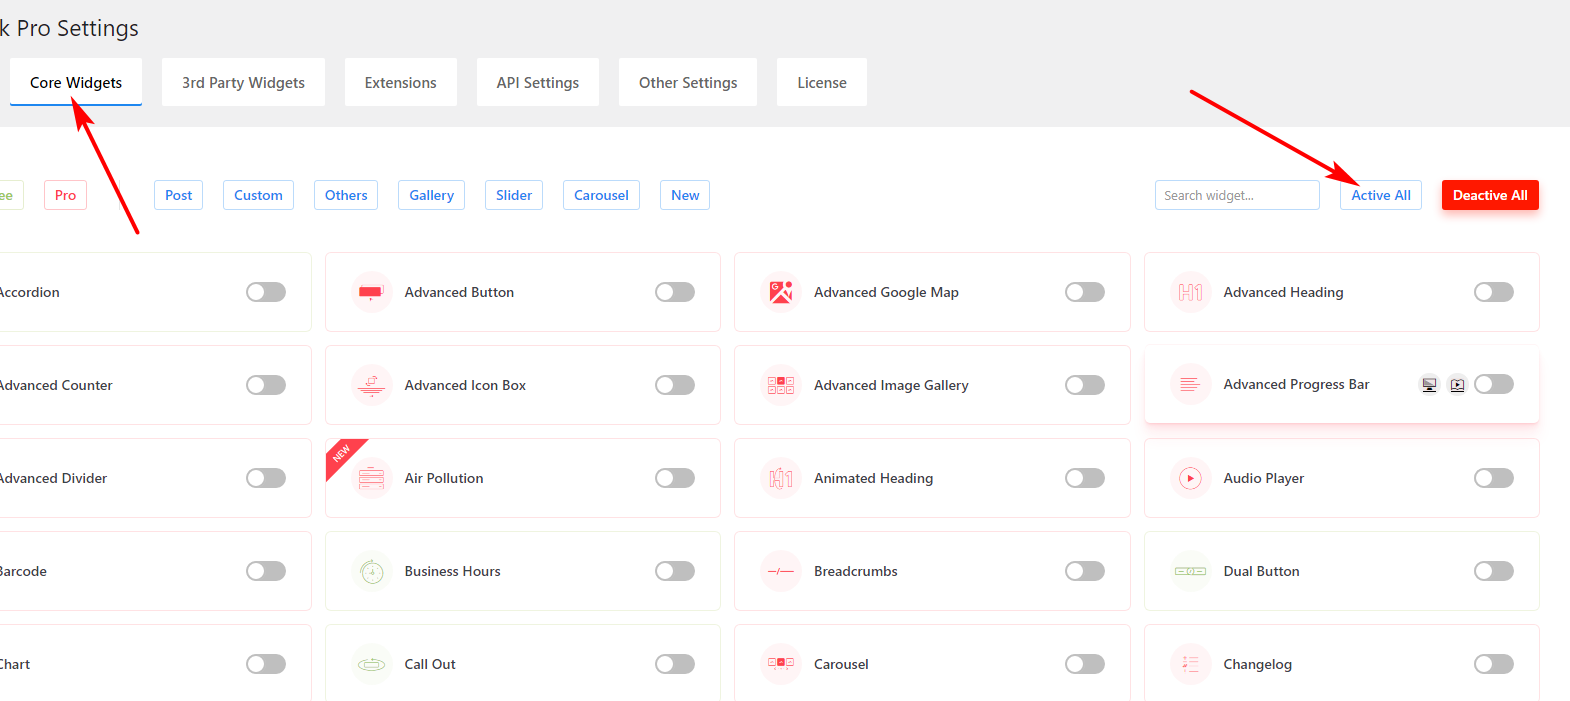 k Pro Settings
Core Widgets
3rd Party Widgets
Extensions
API Settings
Other Settings
License
ee
Pro
Post
Custom
Others
Gallery
Slider
Carousel
New
Search widget...
Active All
Deactive All
Accordion
Advanced Button
G
Advanced Google Map
H1
Advanced Heading
Advanced Counter
Advanced Icon Box
Advanced Image Gallery
Advanced Progress Bar
Advanced Divider
NEW
Air Pollution
H1
Animated Heading
Audio Player
Barcode
Business Hours
Breadcrumbs
Dual Button
Chart
Call Out
Carousel
Changelog